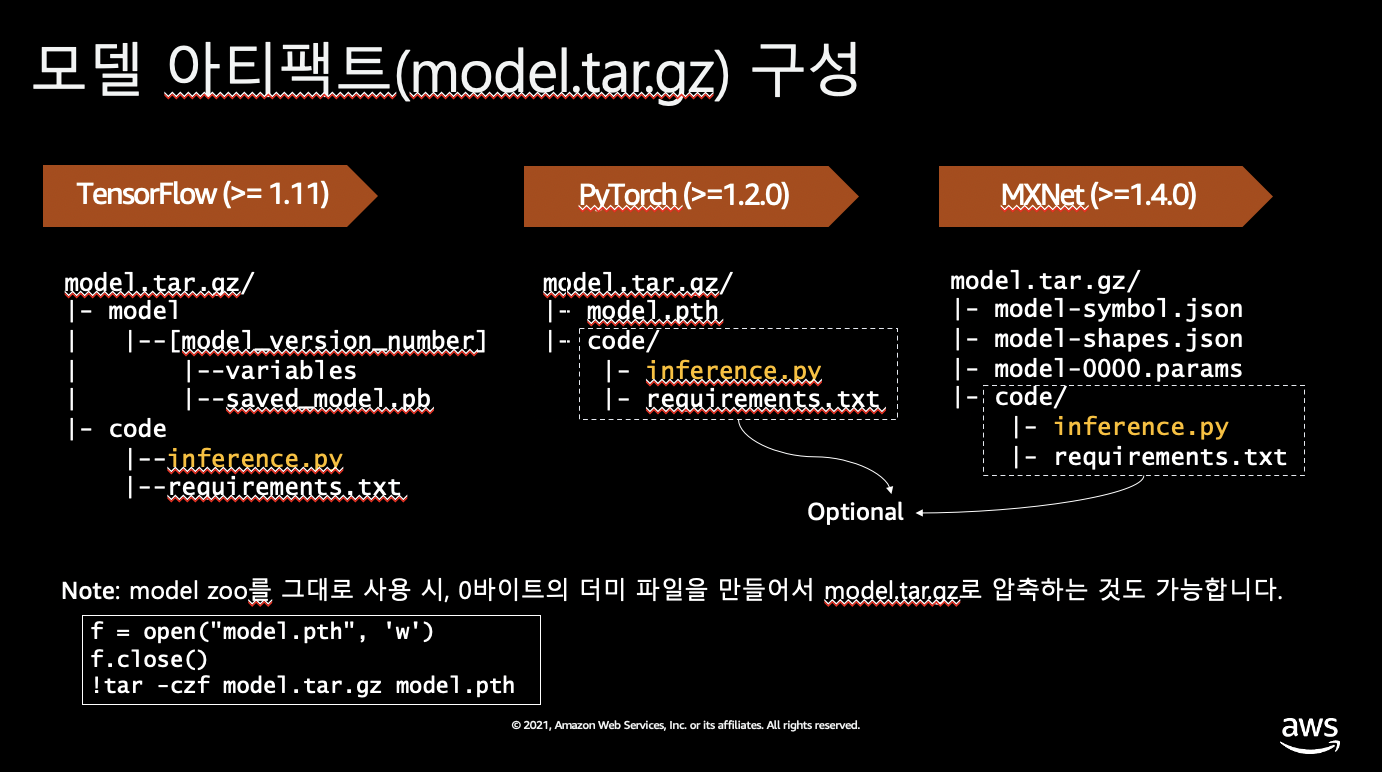 모델 아티팩트(model.tar.gz) 구성
TensorFlow (>= 1.11)
model.tar.gz/
|- model
|   |--[model_version_number]
|       |--variables
|       |--saved_model.pb
|- code
    |--inference.py
    |--requirements.txt
PyTorch (>=1.2.0)
model.tar.gz/
|- model.pth
|- code/
    |- inference.py
    |- requirements.txt
MXNet (>=1.4.0)
model.tar.gz/
|- model-symbol.json
|- model-shapes.json
|- model-0000.params
|- code/
    |- inference.py
    |- requirements.txt
Optional
Note: model zoo를 그대로 사용 시, 0바이트의 더미 파일을 만들어서 model.tar.gz로 압축하는 것도 가능합니다.
f = open("model.pth", 'w')
f.close()
!tar -czf model.tar.gz model.pth
© 2021, Amazon Web Services, Inc. or its affiliates. All rights reserved.
aws